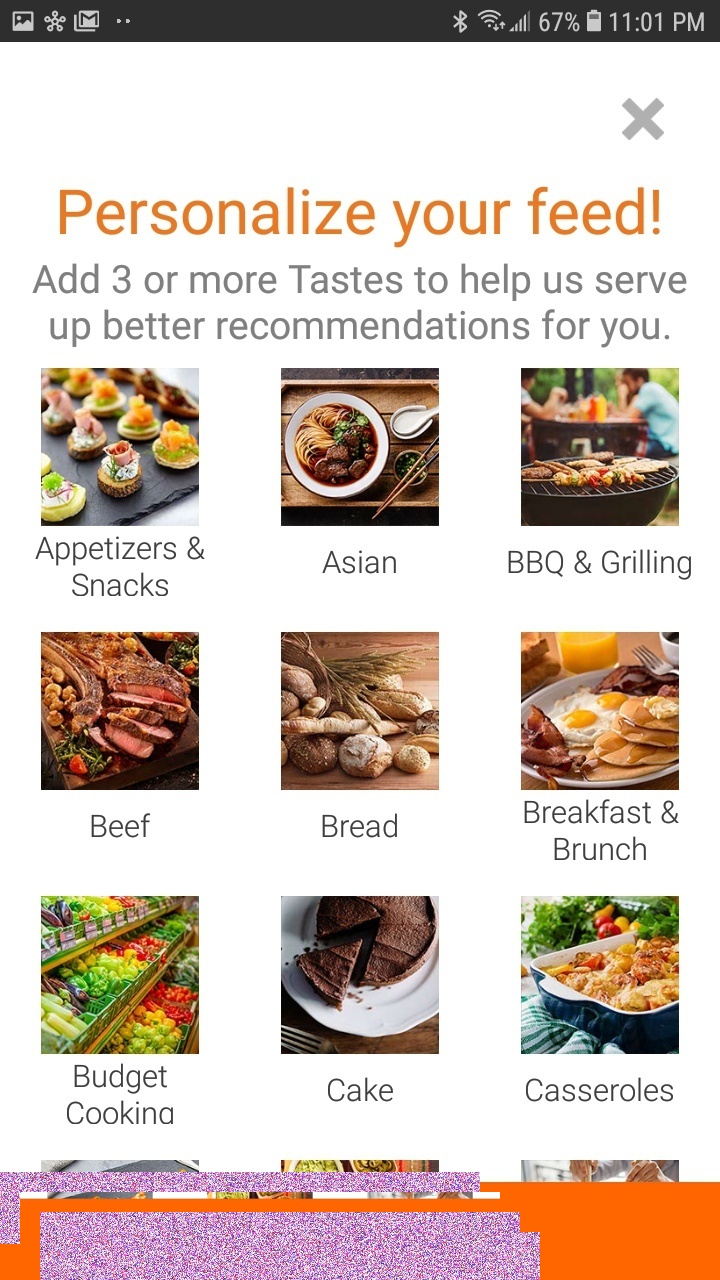 67% 11:01 PM
Personalize your feed!
Add 3 or more Tastes to help us serve
up better recommendations for you.
Appetizers &
Snacks
Asian
BBQ & Grilling
Beef
Bread
Breakfast &
Brunch
Budget
Cooking
Cake
Casseroles